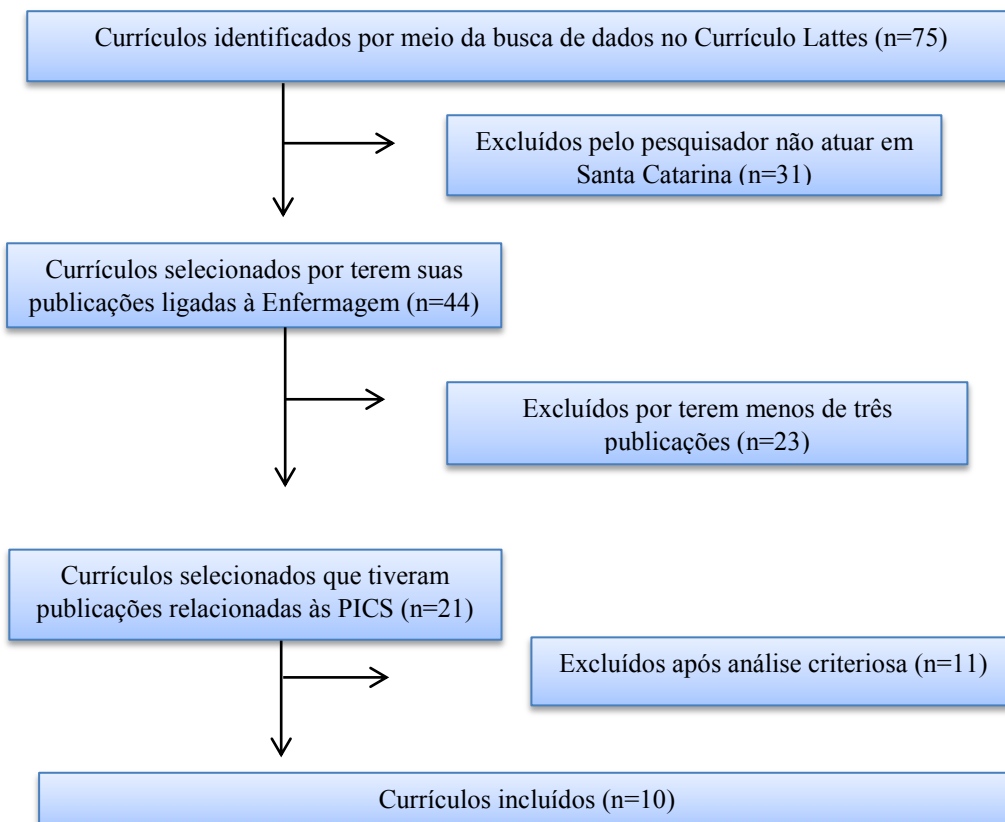 Currículos identificados por meio da busca de dados no Currículo Lattes (n=75)
Excluídos pelo pesquisador não atuar em
Santa Catarina (n=31)
Currículos selecionados por terem suas
publicações ligadas à Enfermagem (n=44)
Excluídos por terem menos de três
publicações (n=23)
Currículos selecionados que tiveram
publicações relacionadas às PICS (n=21)
Excluídos após análise criteriosa (n=11)
Currículos incluídos (n=10)